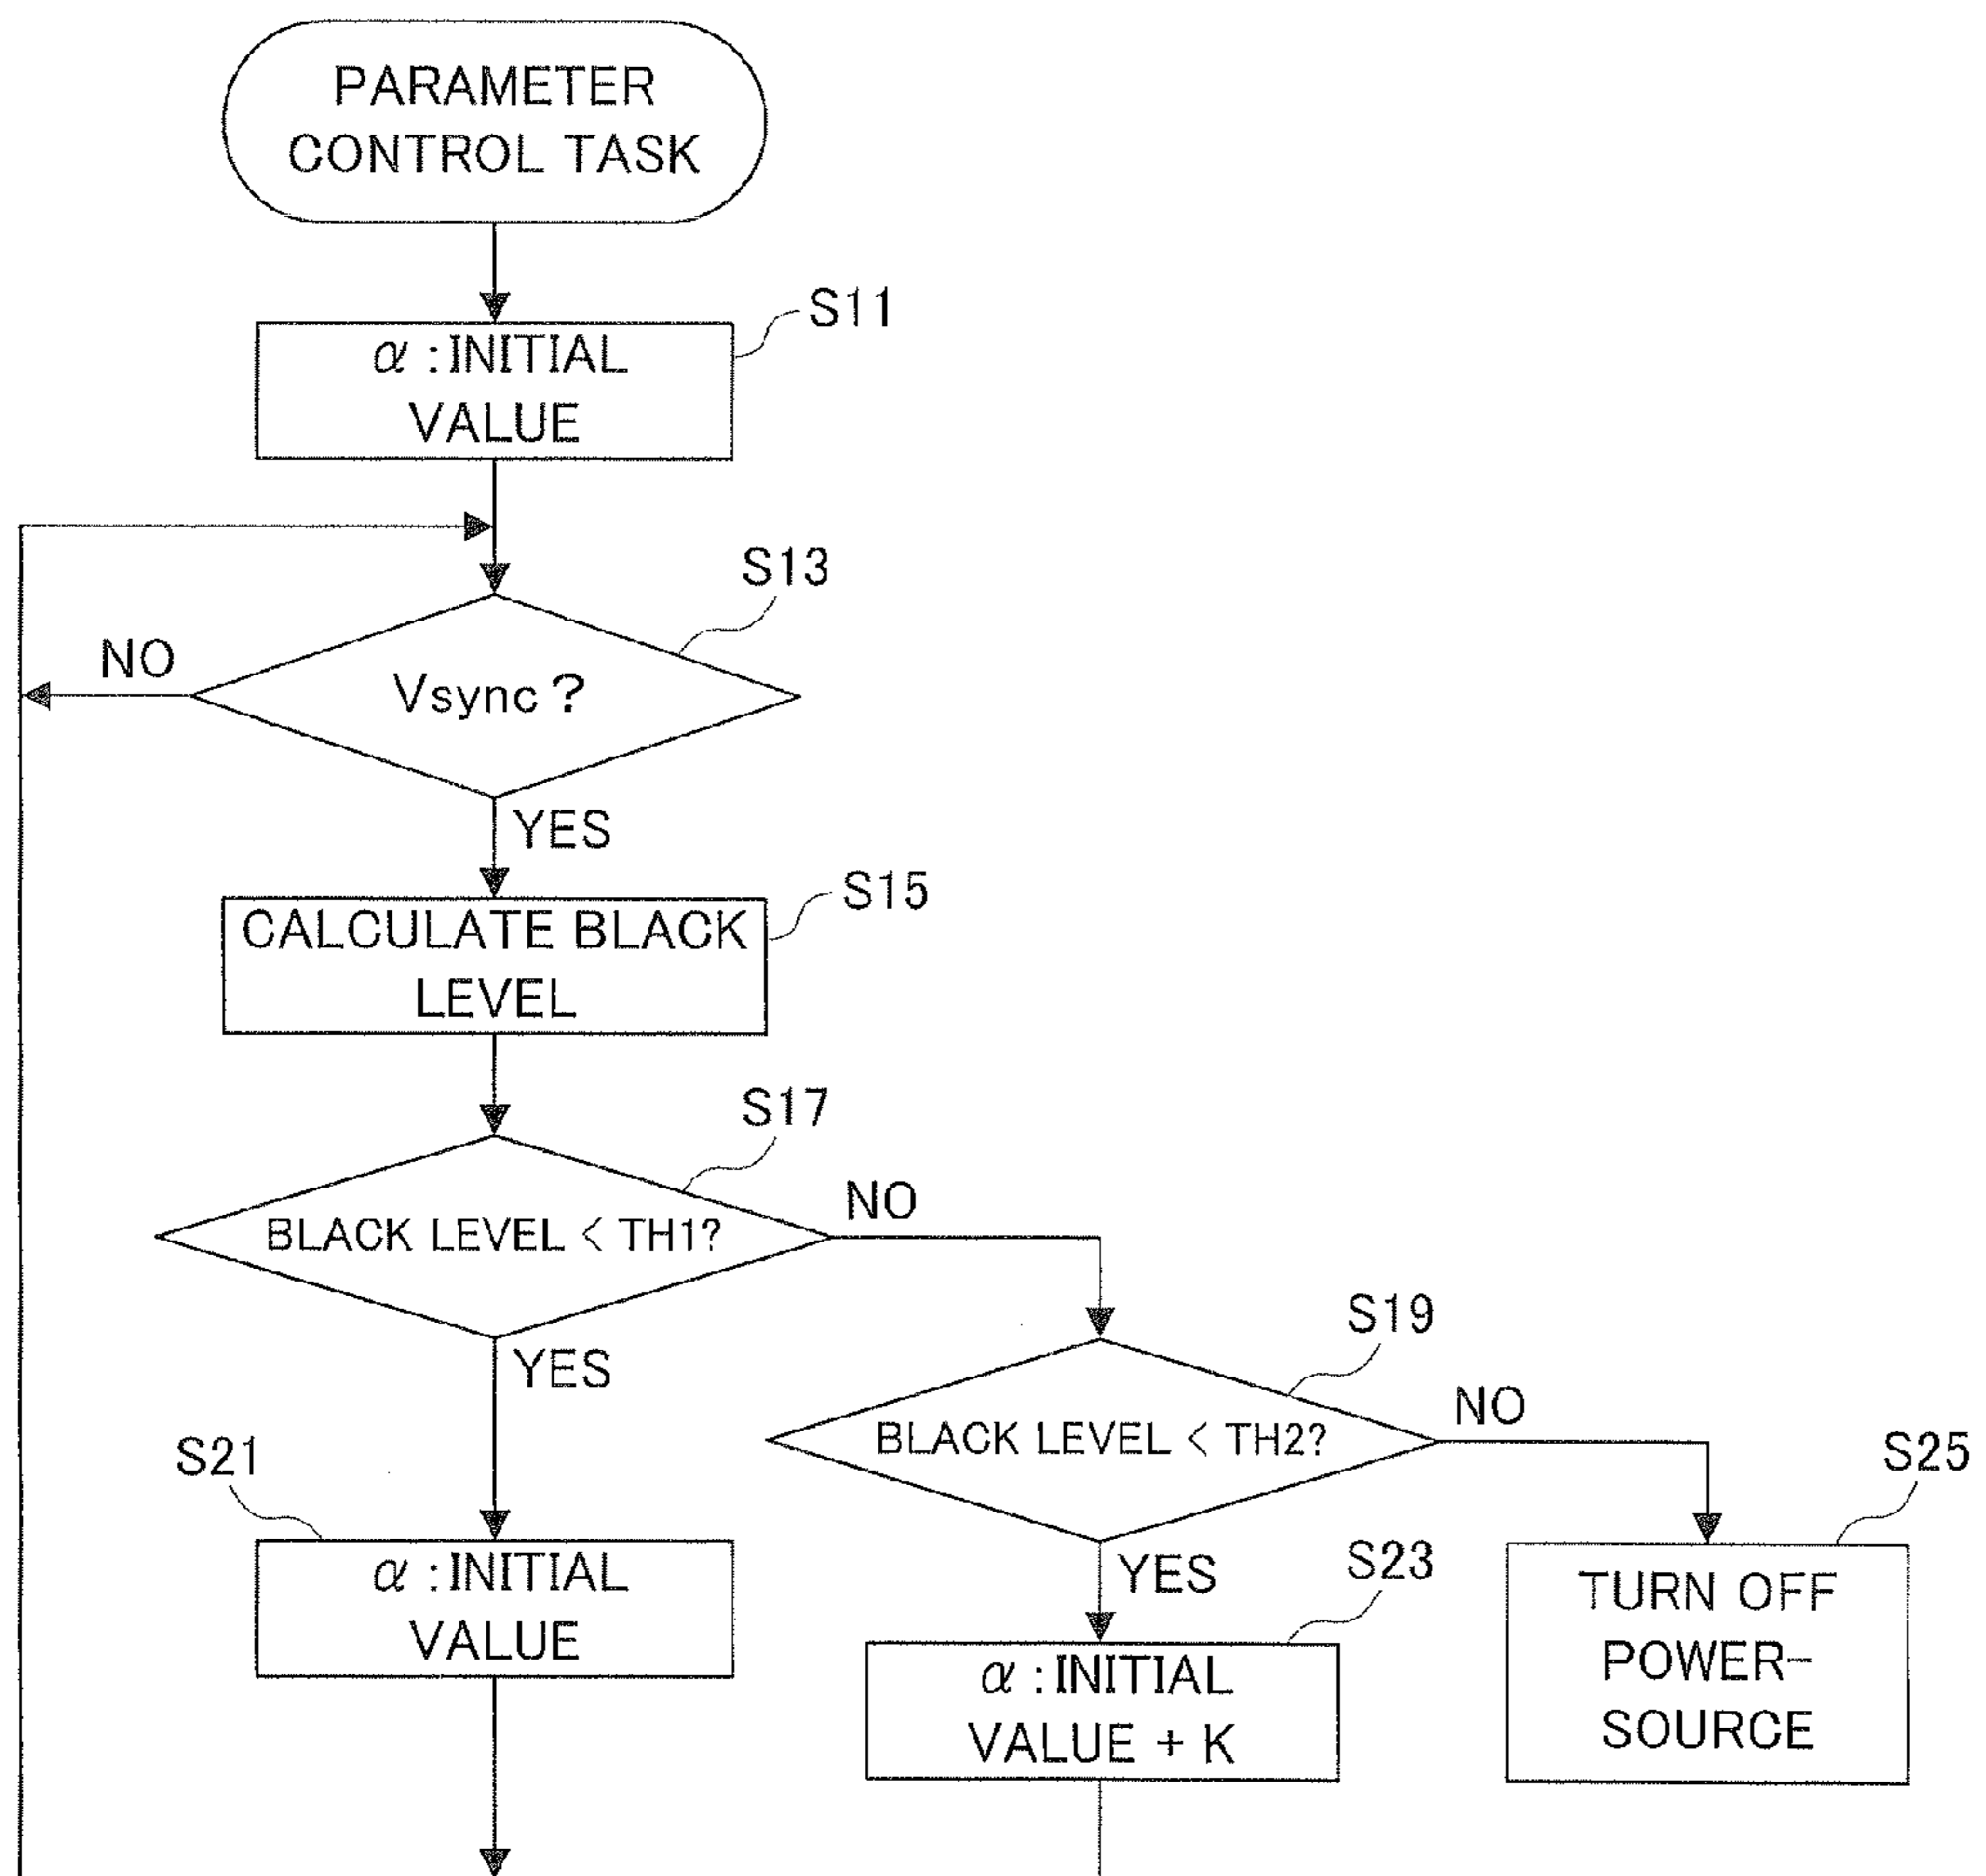 PARAMETER
CONTROL TASK
S11
α : INITIAL
VALUE
S13
NO
Vsync ?
YES
S15
CALCULATE BLACK
LEVEL
S17
NO
BLACK LEVEL < TH1?
YES
S19
NO
BLACK LEVEL < TH2?
S21
S25
α : INITIAL
VALUE
YES
S23
TURN OFF
POWER-
SOURCE
α : INITIAL
VALUE + K